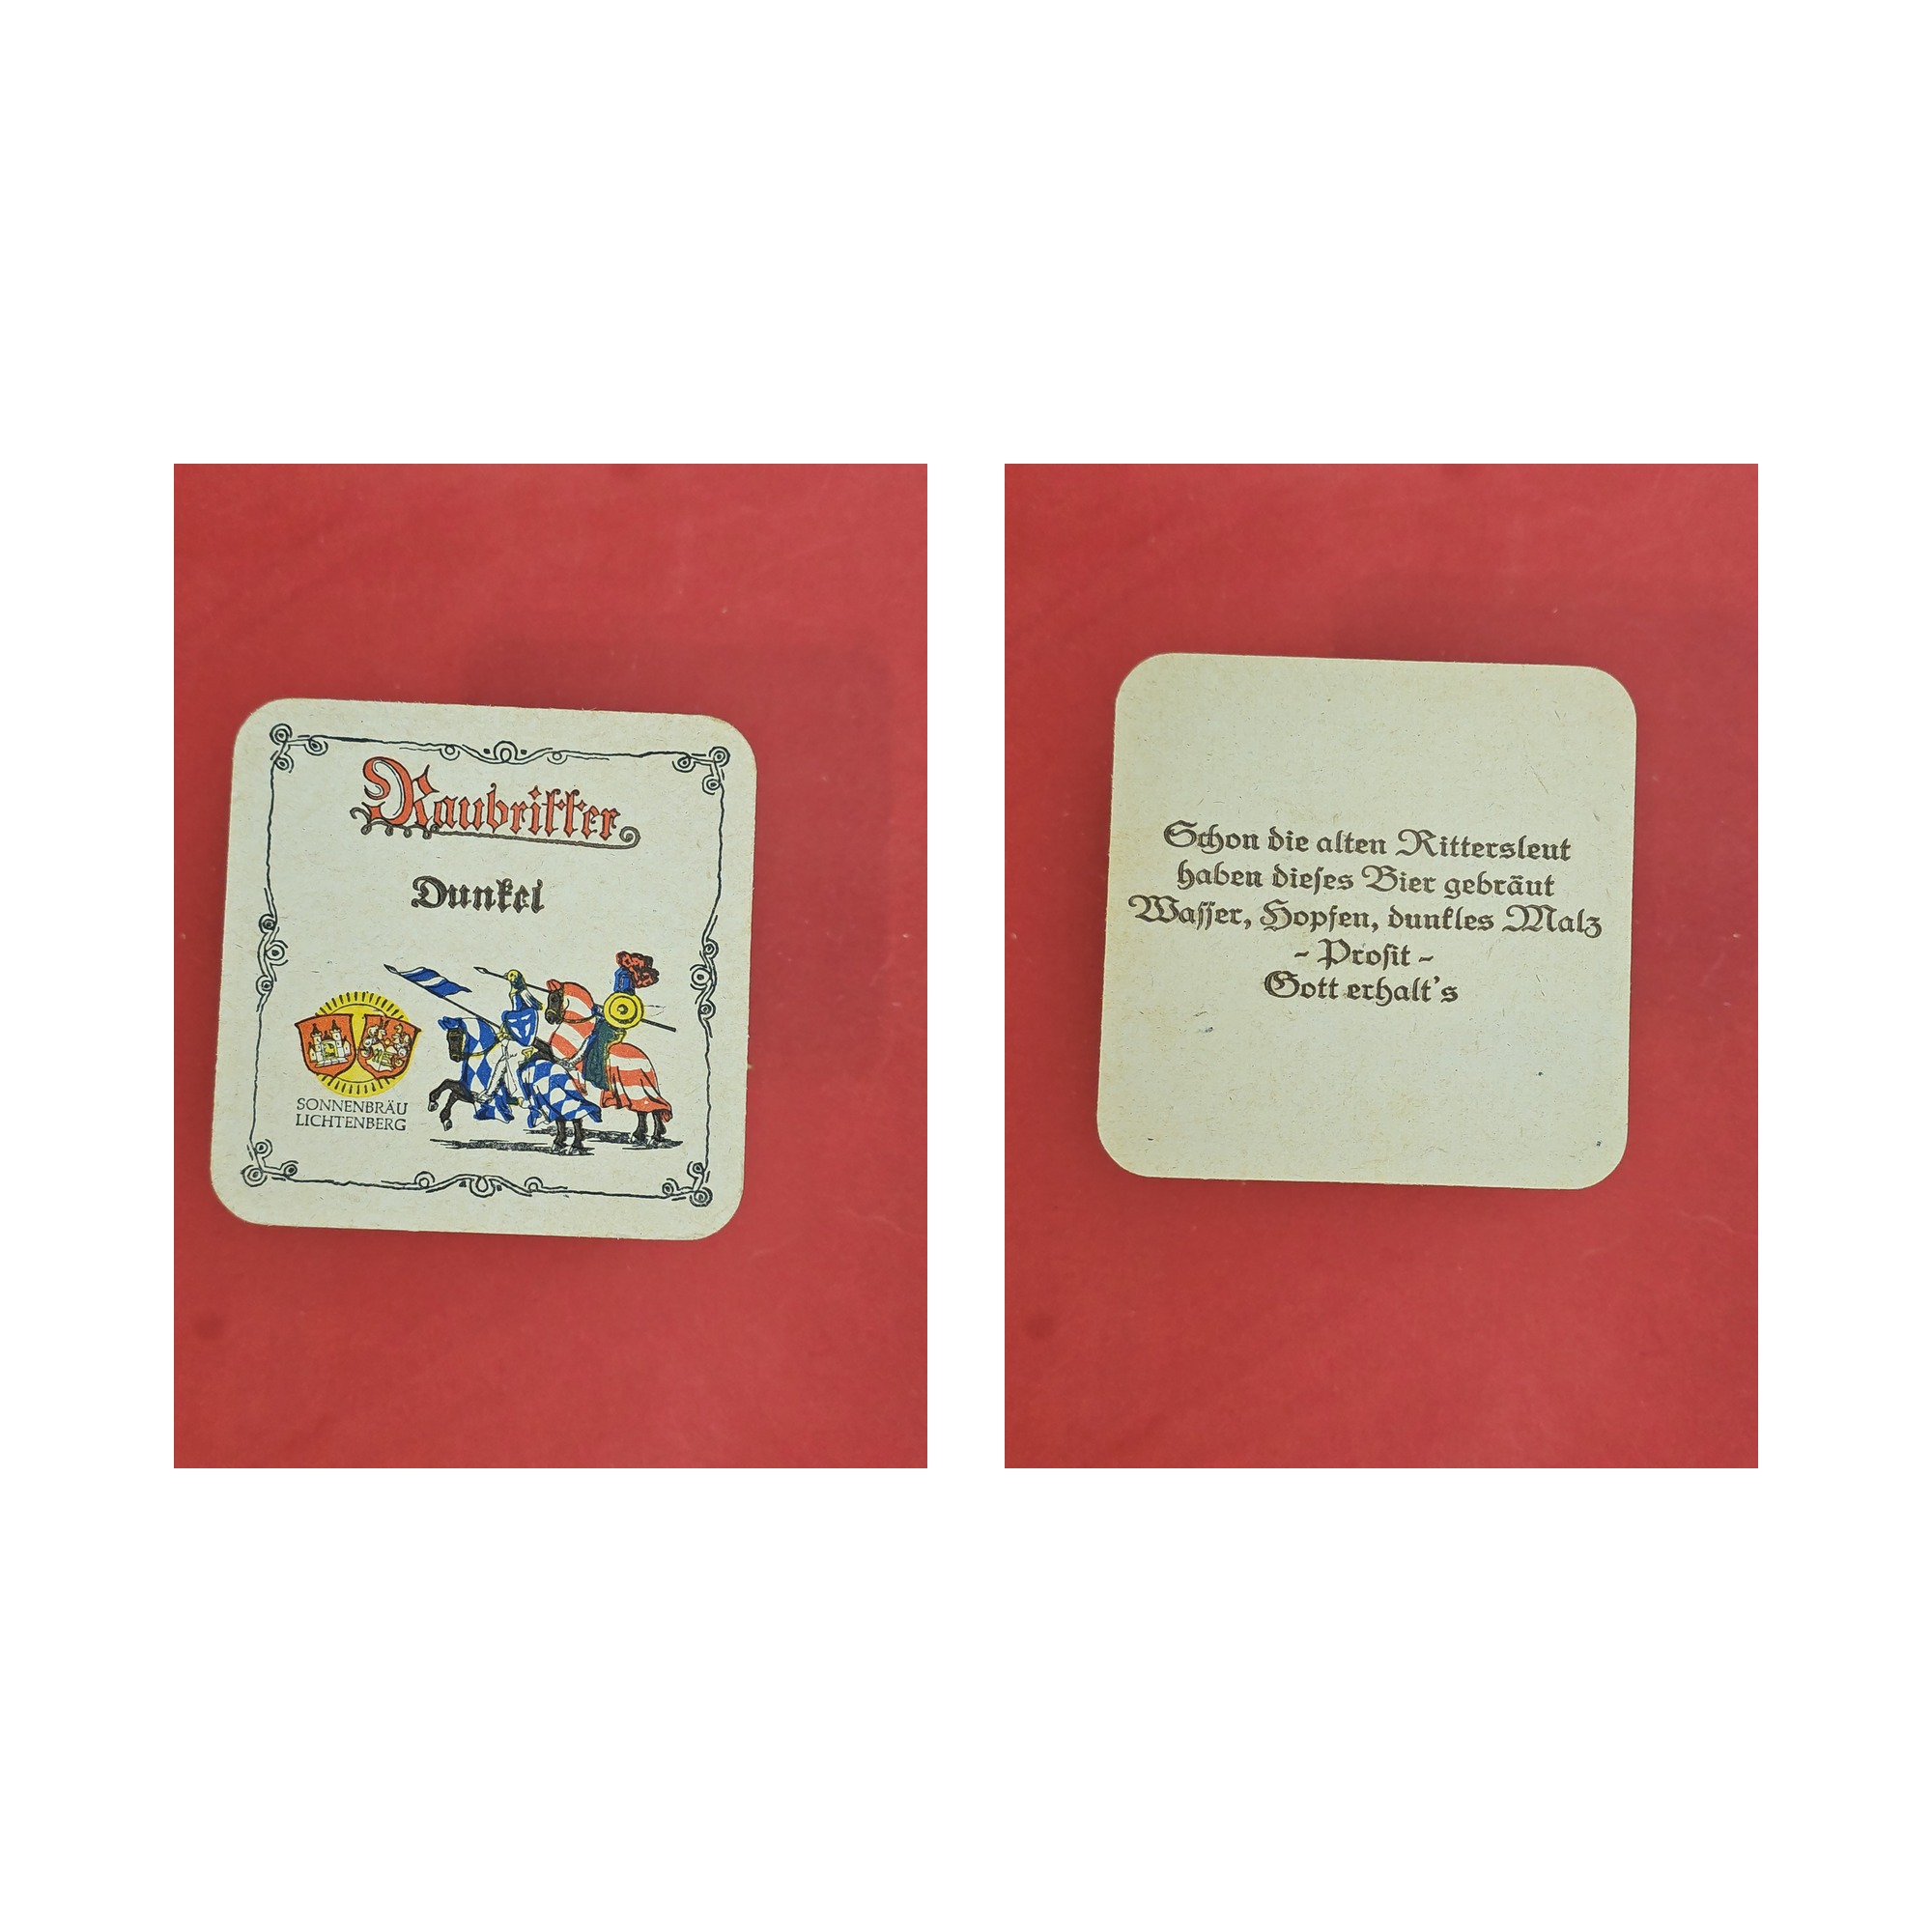 Raubritter
Dunkel
SONNENBRÄU
LICHTENBERG
Schon die alten Rittersleut
haben dieses Bier gebräut
Wasser, Hopfen, dunkles Malz
- Prosit -
Gott erhalt's